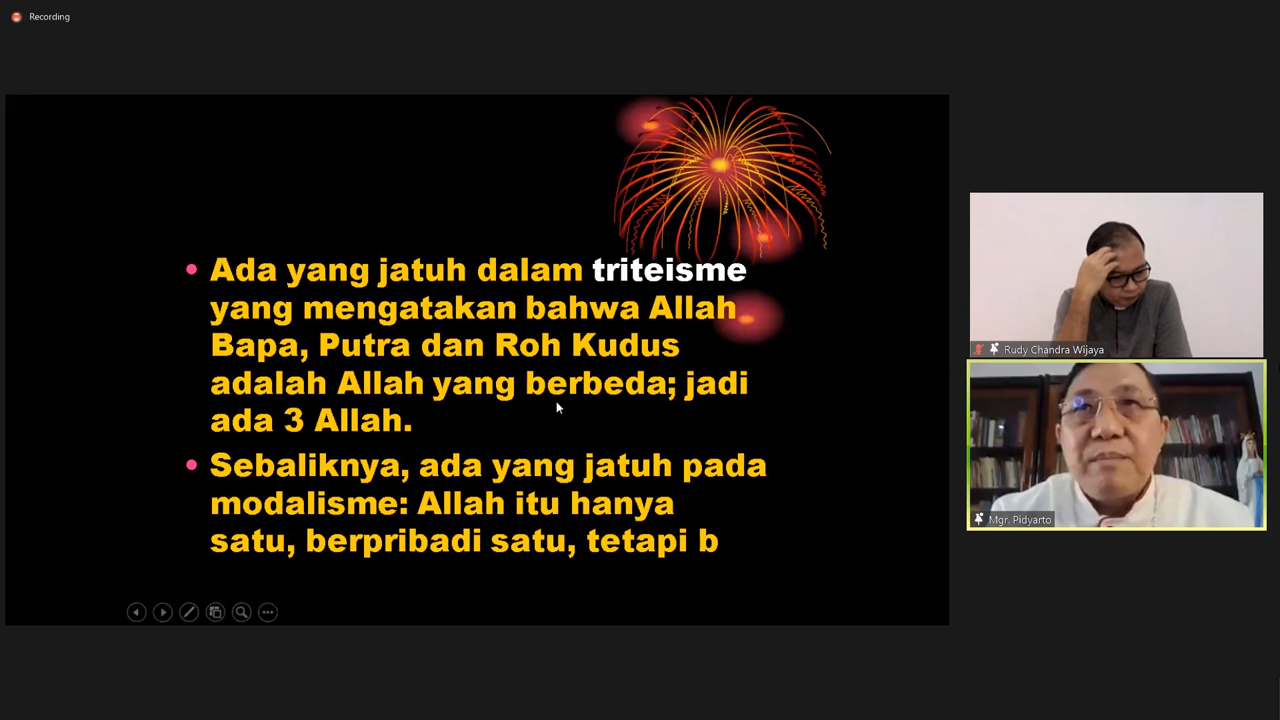 Recording
• Ada yang jatuh dalam triteisme
yang mengatakan bahwa Allah
Bapa, Putra dan Roh Kudus
adalah Allah yang berbeda; jadi
ada 3 Allah.
• Sebaliknya, ada yang jatuh pada
modalisme: Allah itu hanya
satu, berpribadi satu, tetapi b
Rudy Chandra Wijaya
Mgr. Pidyarto